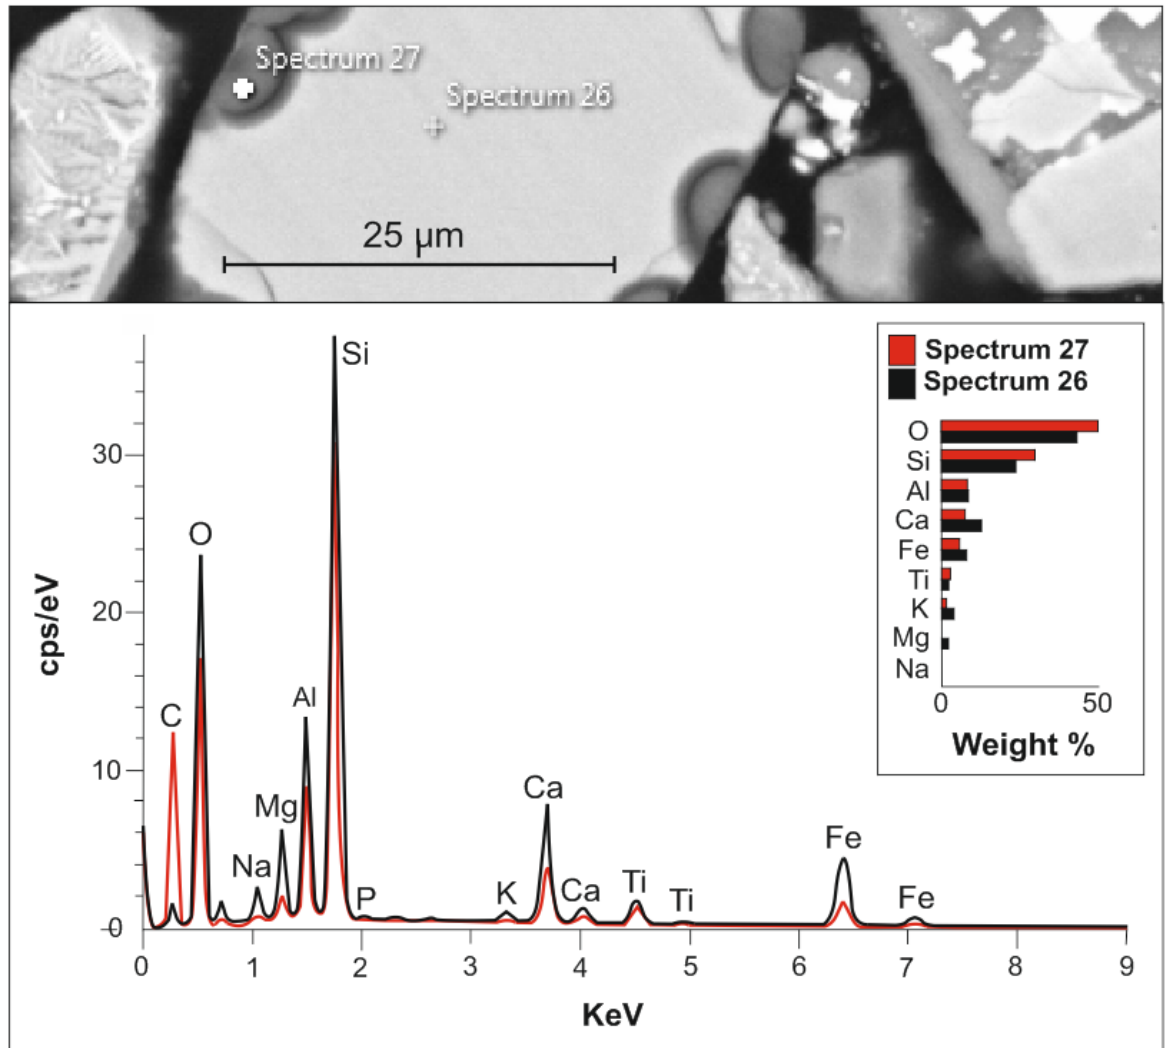 Spectrum 27
Spectrum 26
25 µm
Spectrum 27
Spectrum 26
O
Si
Al
Ca
Fe
Ti
K
Mg
Na
0 50
Weight %
Si
30
O
20
C
Al
Mg
Na
P
10
K
Ca
Ca
Ti
Ti
Fe
Fe
0
cps/eV
0 1 2 3 4 5 6 7 8 9
KeV